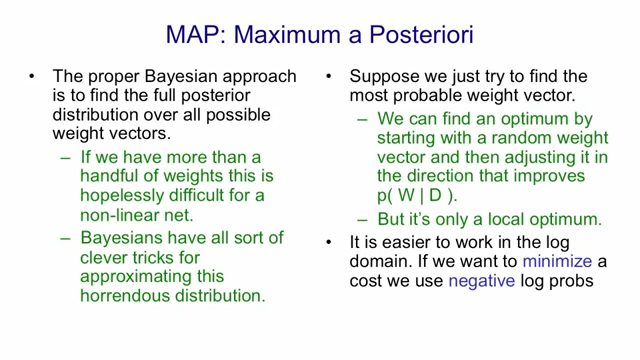 MAP: Maximum a Posteriori
• The proper Bayesian approach
is to find the full posterior
distribution over all possible
weight vectors.
– If we have more than a
handful of weights this is
hopelessly difficult for a
non-linear net.
– Bayesians have all sort of
clever tricks for
approximating this
horrendous distribution.
• Suppose we just try to find the
most probable weight vector.
– We can find an optimum by
starting with a random weight
vector and then adjusting it in
the direction that improves
p( W | D ).
– But it's only a local optimum.
• It is easier to work in the log
domain. If we want to minimize a
cost we use negative log probs